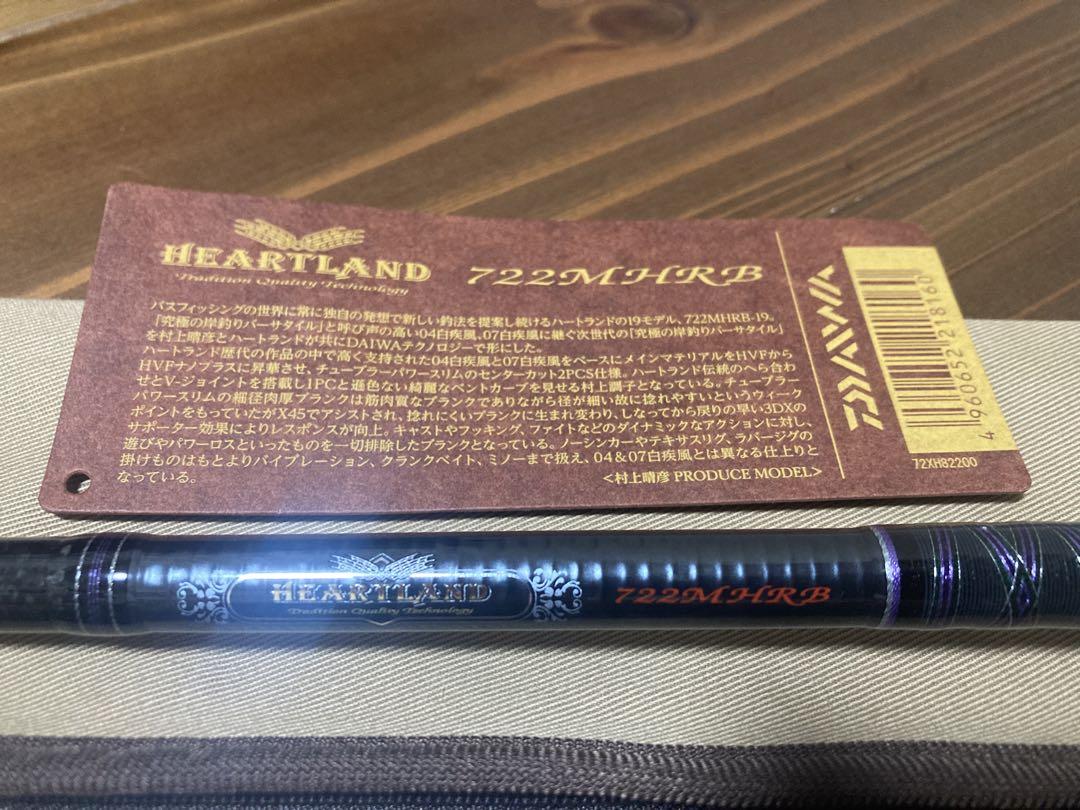 HEARTLAND
Tradition Quality Technology
722MHRB
バスフィッシングの世界に常に独自の発想で新しい釣法を提案し続けるハートランドの19モデル、722MHRB-19。
「究極の岸釣りバーサタイル」と呼び声の高い04白疾風、07白疾風に継ぐ次世代の「究極の岸釣りバーサタイル」
を村上晴彦とハートランドが共にDAIWAテクノロジーで形にした。
ハートランド歴代の作品の中で高く支持された04白疾風と07白疾風をベースにメインマテリアルをHVFから
HVFナノプラスに昇華させ、チューブラーパワースリムのセンターカット2PCS仕様。ハートランド伝統のへら合わ
せとV-ジョイントを搭載し1PCと遜色ない綺麗なベントカーブを見せる村上調子となっている。チューブラー
パワースリムの細径肉厚ブランクは筋肉質なブランクでありながら径が細い故に捻れやすいというウィーク
ポイントをもっていたがX45でアシストされ、捻れにくいブランクに生まれ変わり、しなってから戻りの早い3DXの
サポーター効果によりレスポンスが向上。キャストやフッキング、ファイトなどのダイナミックなアクションに対し、
遊びやパワーロスといったものを一切排除したブランクとなっている。ノーシンカーやテキサスリグ、ラバージグの
掛けものはもとよりバイブレーション、クランクベイト、ミノーまで扱え、04&07白疾風とは異なる仕上りと
なっている。
<村上晴彦 PRODUCE MODEL>
DAIWA
4 960652 218160
72XH82200
HEARTLAND
Tradition Quality Technology
722MHRB